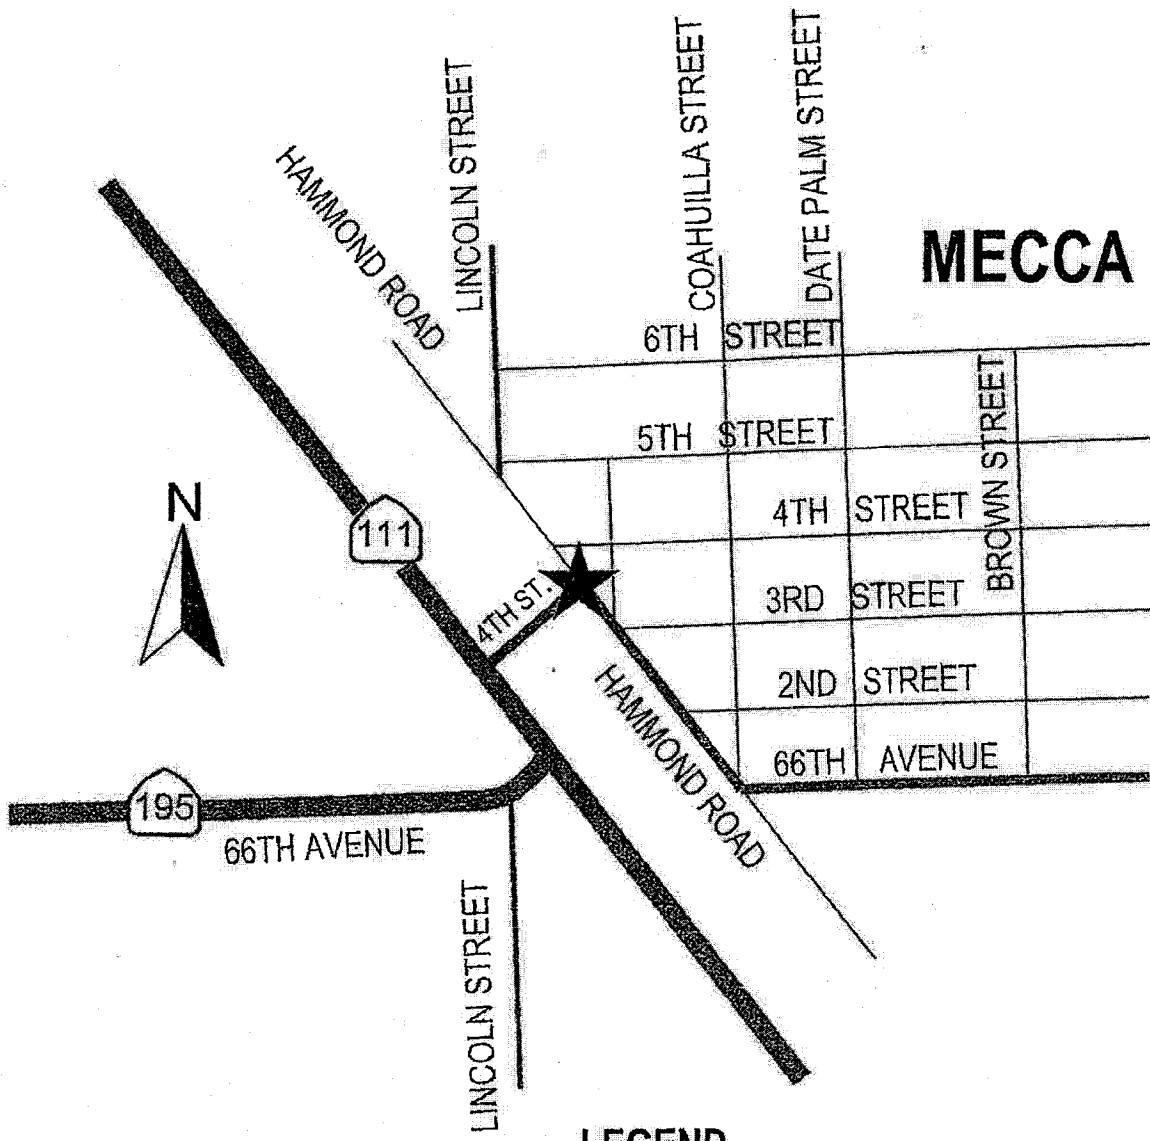 COAHUILLA STREET
DATE PALM STREET
LINCOLN STREET
HAMMOND ROAD
MECCA
6TH STREET
5TH STREET
BROWN STREET
N
111
4TH STREET
4TH ST.
3RD STREET
HAMMOND ROAD
2ND STREET
66TH AVENUE
195
66TH AVENUE
LINCOLN STREET
LEGEND